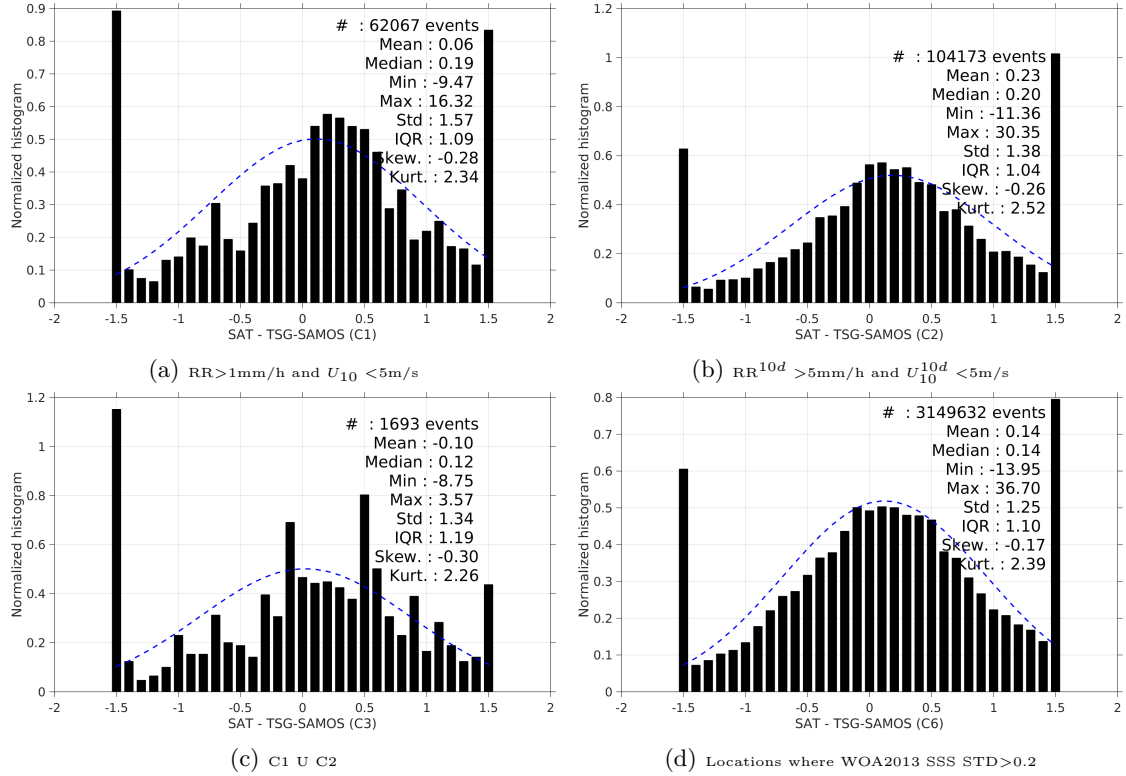 # : 62067 events
Mean : 0.06
Median : 0.19
Min : -9.47
Max : 16.32
Std : 1.57
IQR : 1.09
Skew. : -0.28
Kurt. : 2.34
Normalized histogram
0.9
0.8
0.7
0.6
0.5
0.4
0.3
0.2
0.1
0
-2 -1.5 -1 -0.5 0 0.5 1 1.5 2
SAT - TSG-SAMOS (C1)
(a) RR>1mm/h and U10 <5m/s
# : 104173 events
Mean : 0.23
Median : 0.20
Min : -11.36
Max : 30.35
Std : 1.38
IQR : 1.04
Skew. : -0.26
Kurt. : 2.52
Normalized histogram
1.2
1
0.8
0.6
0.4
0.2
0
-2 -1.5 -1 -0.5 0 0.5 1 1.5 2
SAT - TSG-SAMOS (C2)
(b) RR^10d >5mm/h and U10^10d <5m/s
# : 1693 events
Mean : -0.10
Median : 0.12
Min : -8.75
Max : 3.57
Std : 1.34
IQR : 1.19
Skew. : -0.30
Kurt. : 2.26
Normalized histogram
1.2
1
0.8
0.6
0.4
0.2
0
-2 -1.5 -1 -0.5 0 0.5 1 1.5 2
SAT - TSG-SAMOS (C3)
(c) C1 U C2
# : 3149632 events
Mean : 0.14
Median : 0.14
Min : -13.95
Max : 36.70
Std : 1.25
IQR : 1.10
Skew. : -0.17
Kurt. : 2.39
Normalized histogram
0.8
0.7
0.6
0.5
0.4
0.3
0.2
0.1
0
-2 -1.5 -1 -0.5 0 0.5 1 1.5 2
SAT - TSG-SAMOS (C6)
(d) Locations where WOA2013 SSS STD>0.2